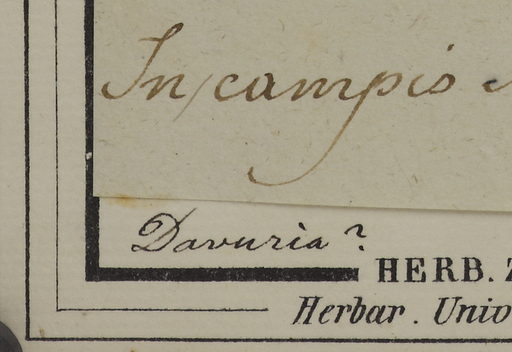 In campis
Davuria?
HERB.
Herbar. Univ